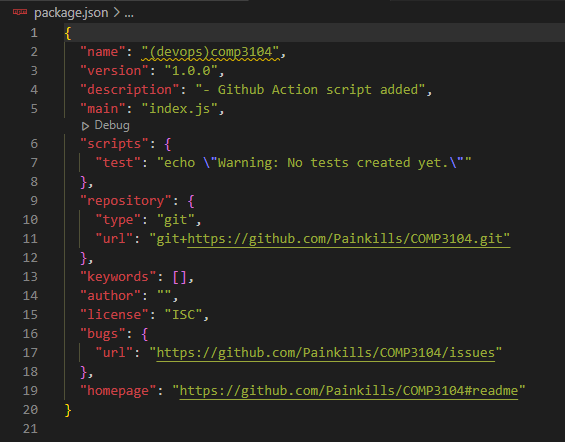 package.json > ...
1 {
2 "name": "(devops)comp3104",
3 "version": "1.0.0",
4 "description": "- Github Action script added",
5 "main": "index.js",
Debug
6 "scripts": {
7 "test": "echo \"Warning: No tests created yet.\""
8 },
9 "repository": {
10 "type": "git",
11 "url": "git+https://github.com/Painkills/COMP3104.git"
12 },
13 "keywords": [],
14 "author": "",
15 "license": "ISC",
16 "bugs": {
17 "url": "https://github.com/Painkills/COMP3104/issues"
18 },
19 "homepage": "https://github.com/Painkills/COMP3104#readme"
20 }
21